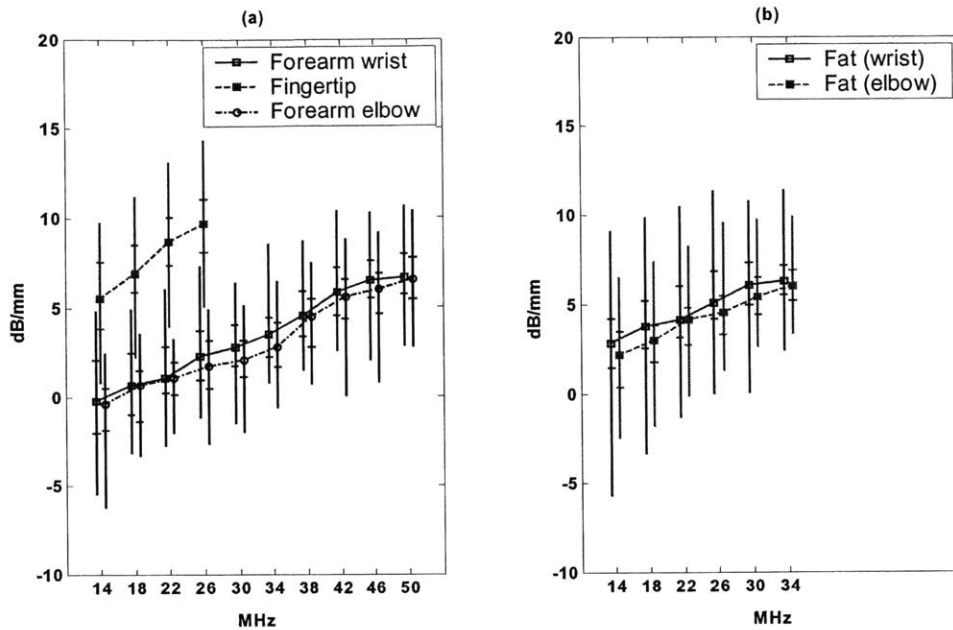 (a)
20
15
10
5
0
-5
-10
dB/mm
Forearm wrist
Fingertip
Forearm elbow
14 18 22 26 30 34 38 42 46 50
MHz
(b)
20
15
10
5
0
-5
-10
dB/mm
Fat (wrist)
Fat (elbow)
14 18 22 26 30 34
MHz